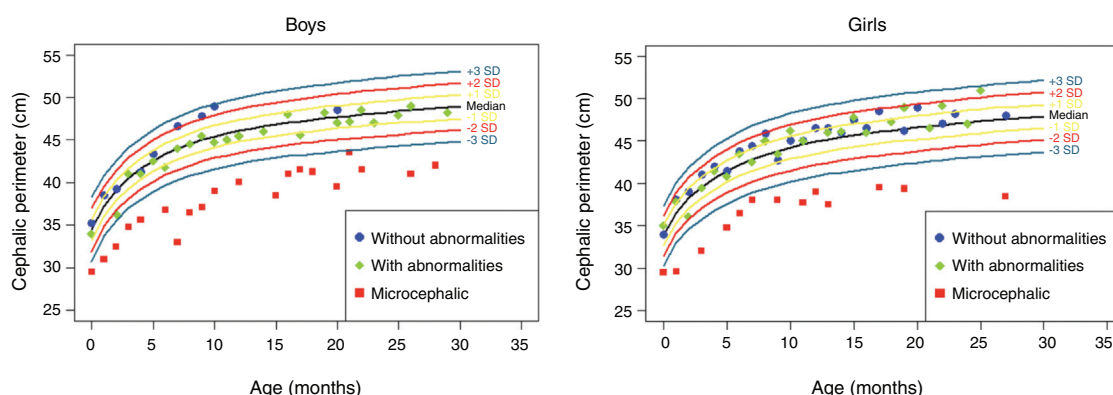 Boys
Cephalic perimeter (cm)
55
50
45
40
35
30
25
+3 SD
+2 SD
+1 SD
Median
-1 SD
-2 SD
-3 SD
Without abnormalities
With abnormalities
Microcephalic
0 5 10 15 20 25 30 35
Age (months)
Girls
Cephalic perimeter (cm)
55
50
45
40
35
30
25
+3 SD
+2 SD
+1 SD
Median
-1 SD
-2 SD
-3 SD
Without abnormalities
With abnormalities
Microcephalic
0 5 10 15 20 25 30 35
Age (months)